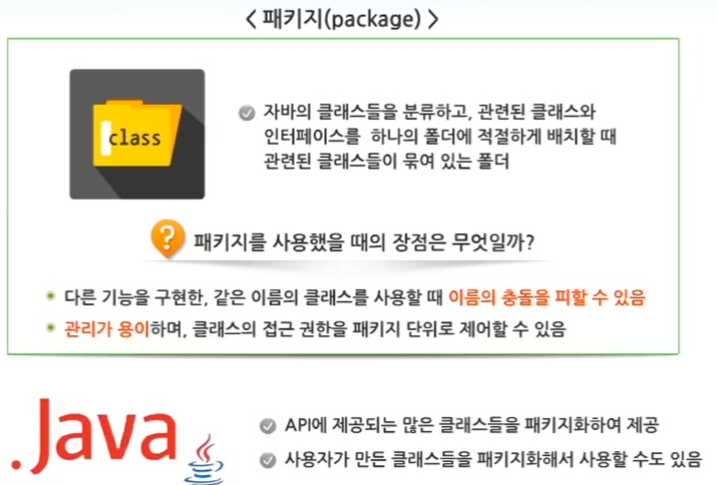 < 패키지(package) >
class
자바의 클래스들을 분류하고, 관련된 클래스와
인터페이스를 하나의 폴더에 적절하게 배치할 때
관련된 클래스들이 묶여 있는 폴더
? 패키지를 사용했을 때의 장점은 무엇일까?
다른 기능을 구현한, 같은 이름의 클래스를 사용할 때 이름의 충돌을 피할 수 있음
관리가 용이하며, 클래스의 접근 권한을 패키지 단위로 제어할 수 있음
.Java
API에 제공되는 많은 클래스들을 패키지화하여 제공
사용자가 만든 클래스들을 패키지화해서 사용할 수도 있음